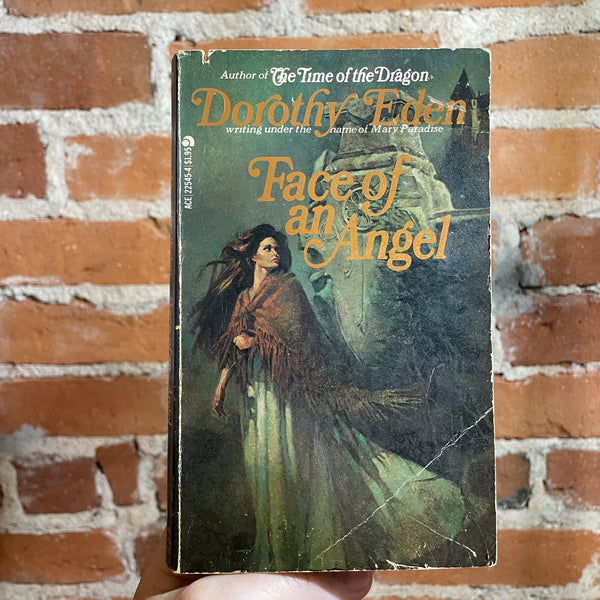 Author of The Time of the Dragon
Dorothy Eden
writing under the name of Mary Paradise
Face of
an
Angel
ACE 22545-4 $1.95